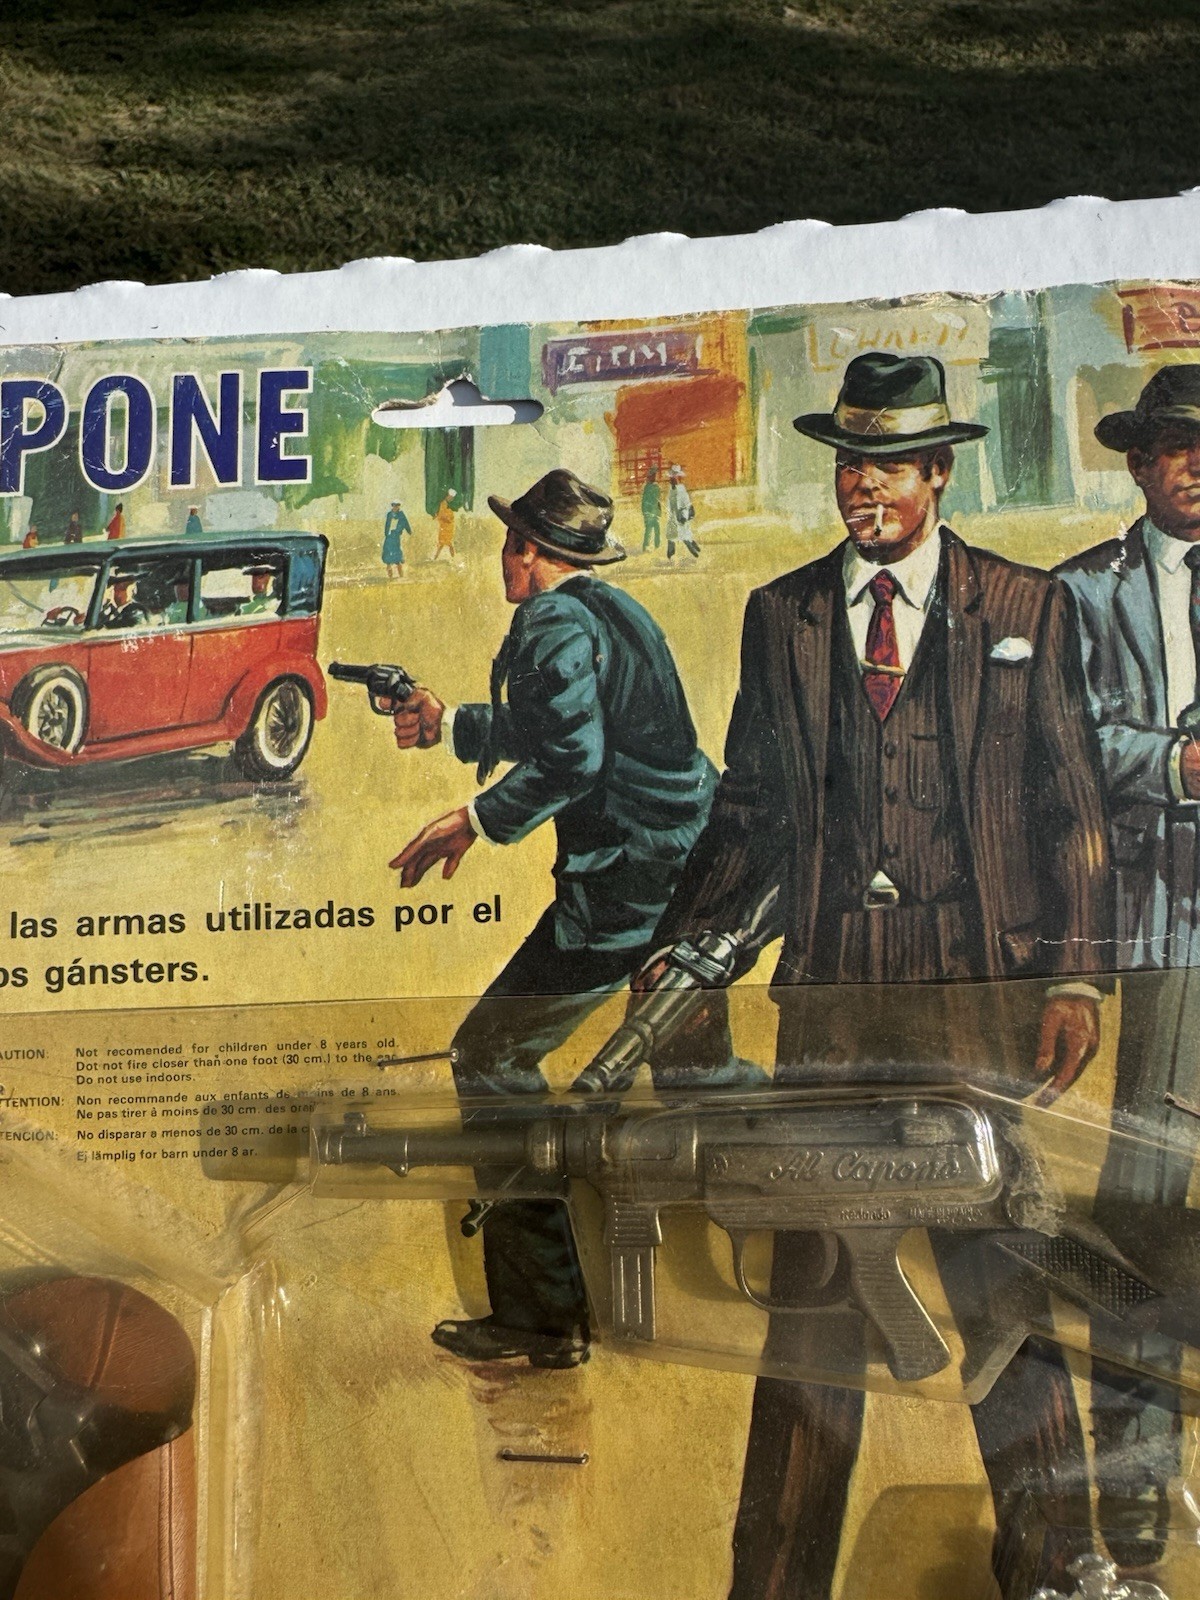 PONE
las armas utilizadas por el
os gánsters.
AUTION: Not recomended for children under 8 years old.
Dot not fire closer than one foot (30 cm.) to the
Do not use indoors.
TTENTION: Non recommande aux enfants de moins de 8 ans.
Ne pas tirer à moins de 30 cm. des
TENCIÓN: No disparar a menos de 30 cm. de la
Ej lämplig for barn under 8 ar.
Al Capone
Redondo